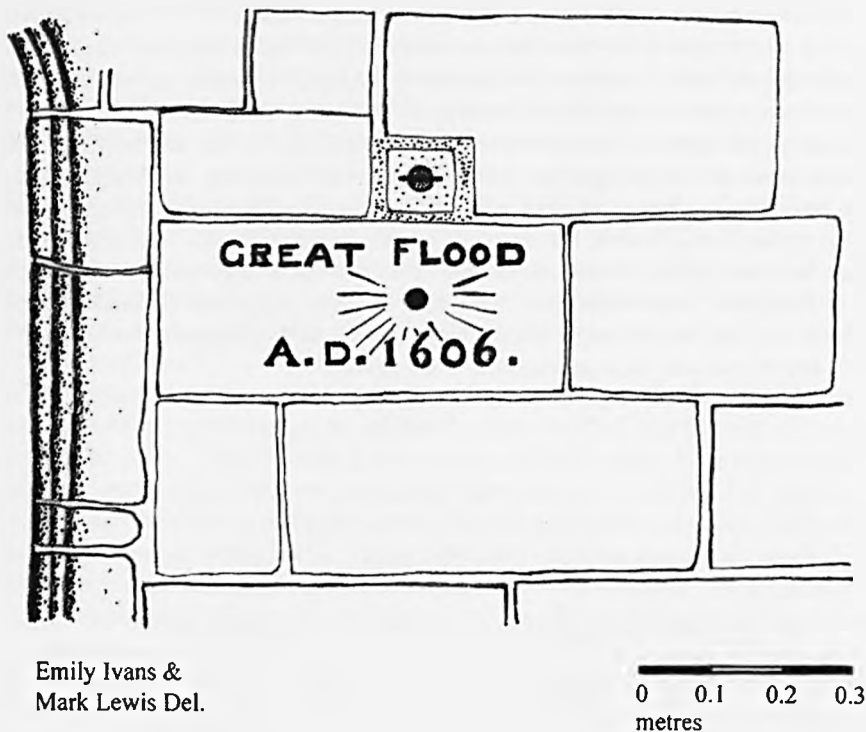 GREAT FLOOD
A.D. 1606.
Emily Ivans &
Mark Lewis Del.
0 0.1 0.2 0.3
metres